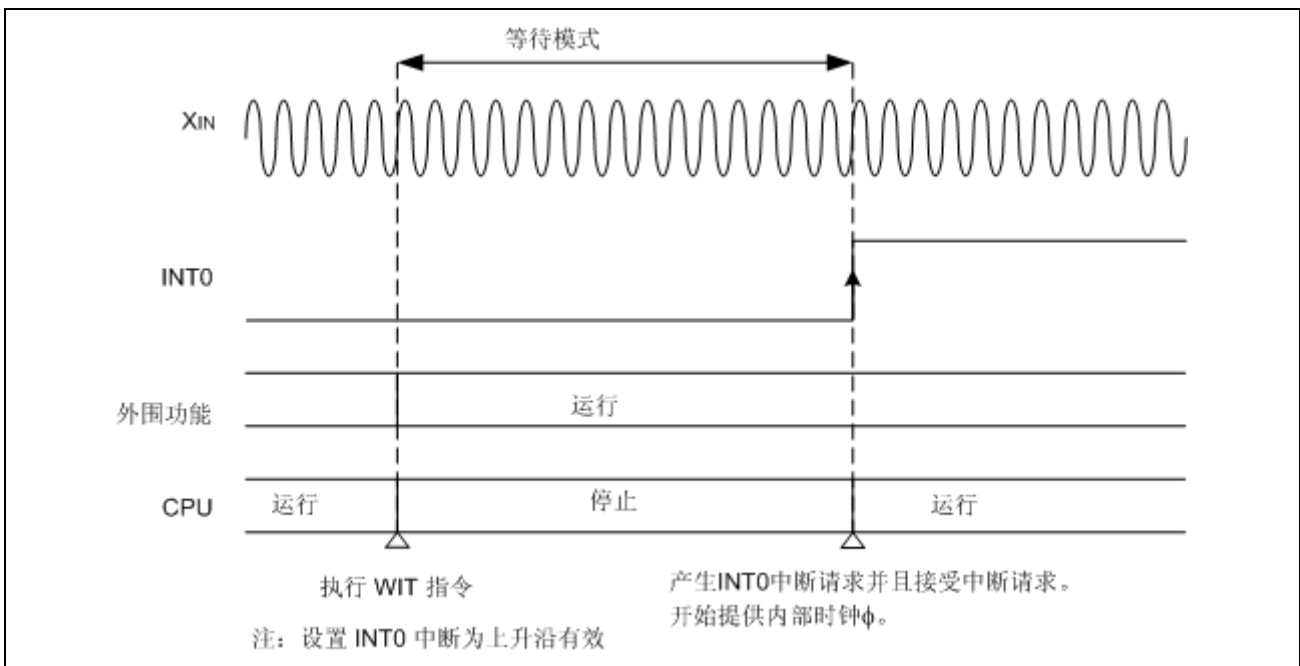 等待模式
XIN
INT0
外围功能
运行
CPU
运行
停止
运行
执行 WIT 指令
产生INT0中断请求并且接受中断请求。
开始提供内部时钟ϕ。
注：设置 INT0 中断为上升沿有效